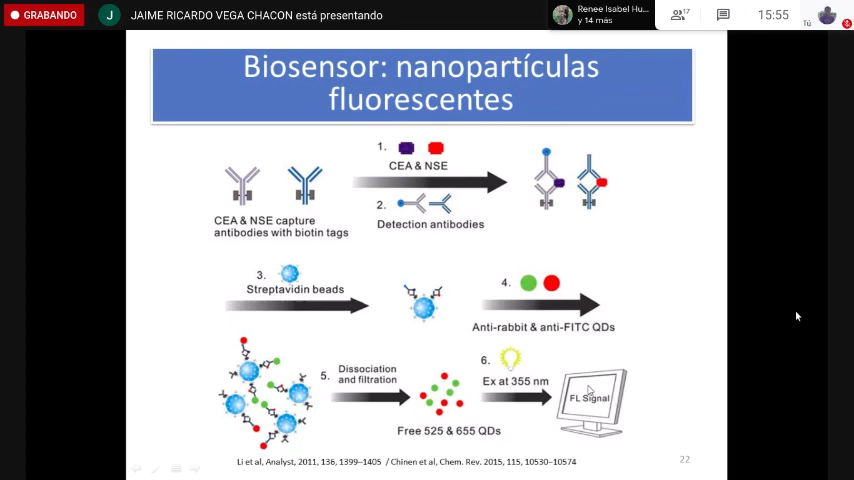 GRABANDO
J
JAIME RICARDO VEGA CHACON está presentando
Renee Isabel Hu...
y 14 más
17
15:55
Tú
Biosensor: nanopartículas
fluorescentes
1.
CEA & NSE
2.
Detection antibodies
CEA & NSE capture
antibodies with biotin tags
3.
Streptavidin beads
4.
Anti-rabbit & anti-FITC QDs
5.
Dissociation
and filtration
Free 525 & 655 QDs
6.
Ex at 355 nm
FL Signal
Li et al, Analyst, 2011, 136, 1399–1405 / Chinen et al, Chem. Rev. 2015, 115, 10530–10574
22